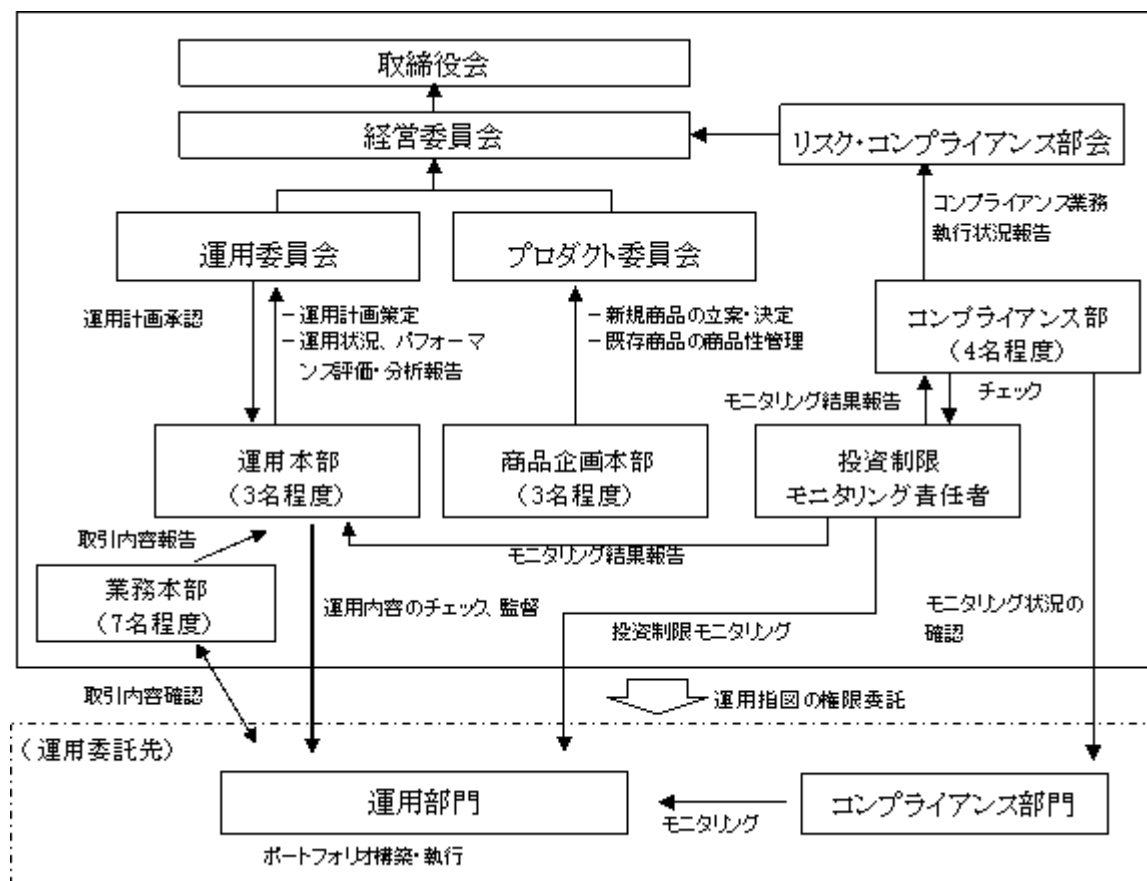 取締役会
経営委員会
リスク・コンプライアンス部会
コンプライアンス業務
執行状況報告
運用委員会
プロダクト委員会
運用計画承認
－運用計画策定
－運用状況、パフォーマ
ンス評価・分析報告
－新規商品の立案・決定
－既存商品の商品性管理
コンプライアンス部
（4名程度）
モニタリング結果報告
チェック
運用本部
（3名程度）
商品企画本部
（3名程度）
投資制限
モニタリング責任者
取引内容報告
モニタリング結果報告
業務本部
（7名程度）
運用内容のチェック、監督
投資制限モニタリング
モニタリング状況の
確認
取引内容確認
運用指図の権限委託
（運用委託先）
運用部門
モニタリング
コンプライアンス部門
ポートフォリオ構築・執行